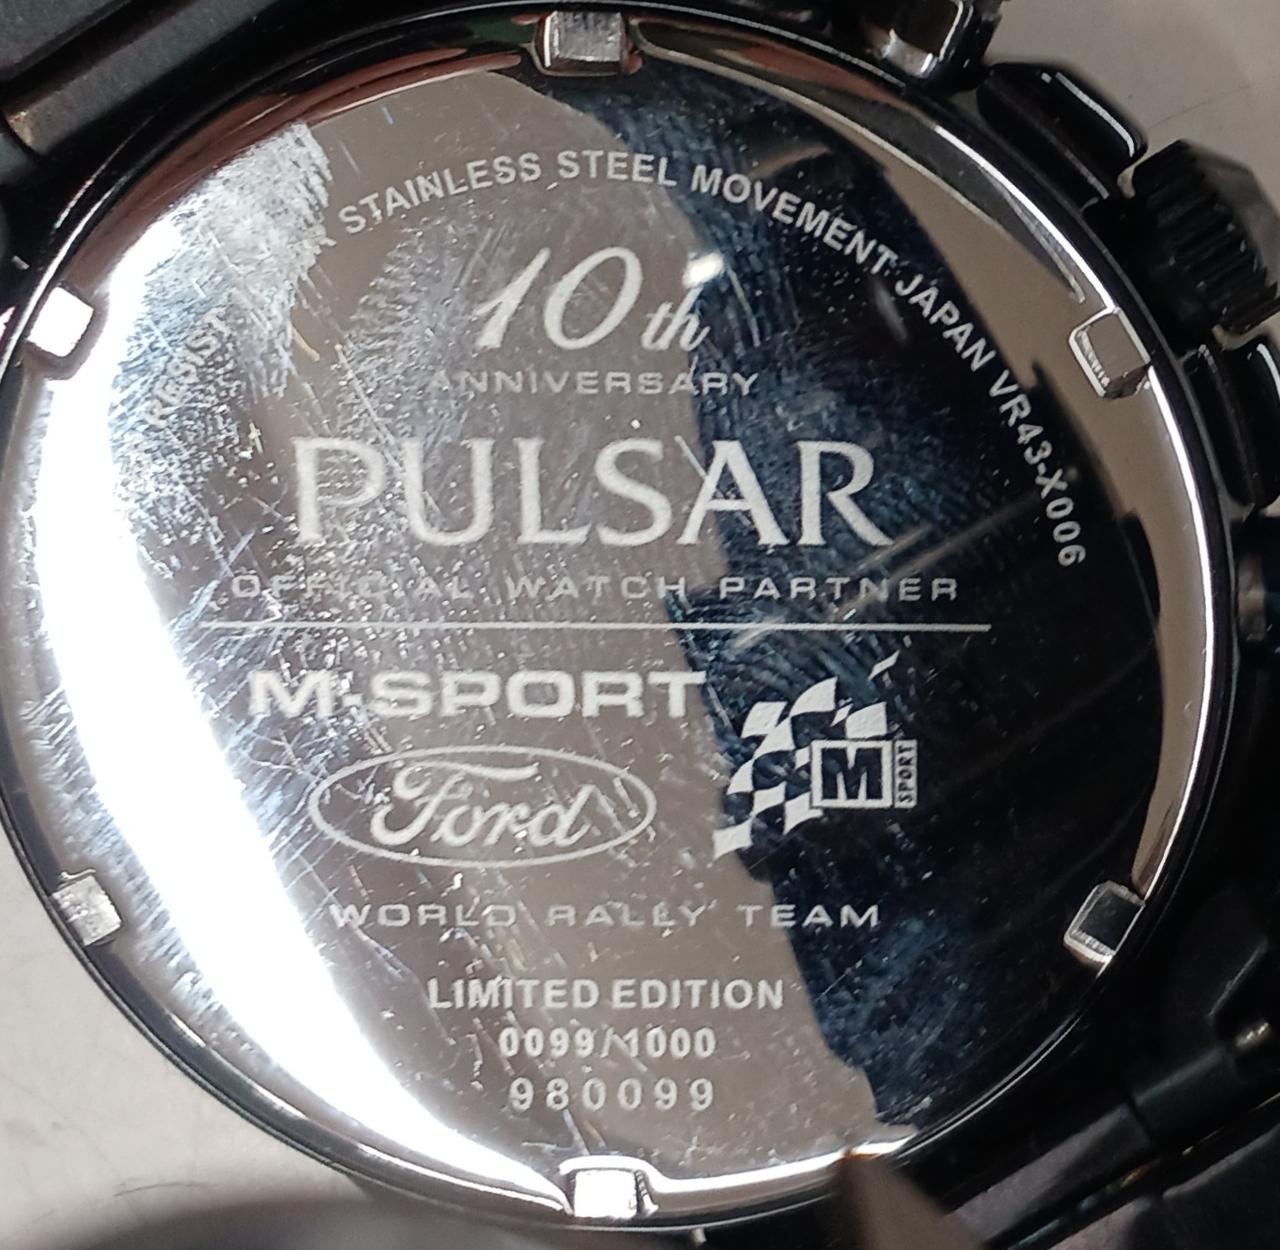 RESIST
STAINLESS STEEL MOVEMENT JAPAN VR43-X006
10th
ANNIVERSARY
PULSAR
OFFICIAL WATCH PARTNER
M-SPORT
M SPORT
Ford
WORLD RALLY TEAM
LIMITED EDITION
0099/1000
980099